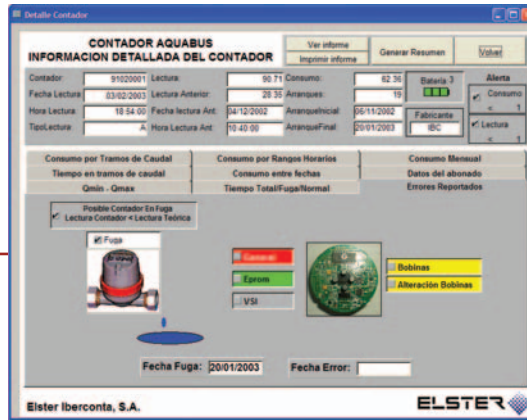 Detalle Contador
CONTADOR AQUABUS
INFORMACION DETALLADA DEL CONTADOR
Ver informe
Imprimir informe
Generar Resumen
Volver
Contador: 91020001 Lectura: 90.71 Consumo: 62.36 Bateria 3 Alerta
Fecha Lectura: 03/02/2003 Lectura Anterior: 28.35 Arranques: 19 Consumo < 1
Hora Lectura: 18:54:00 Fecha lectura Ant: 04/12/2002 ArranqueInicial: 06/11/2002 Fabricante Lectura
TipoLectura: A Hora Lectura Ant: 10:40:00 ArranqueFinal: 20/01/2003 IBC < 1
Consumo por Tramos de Caudal Consumo por Rangos Horarios Consumo Mensual
Tiempo en tramos de caudal Consumo entre fechas Datos del abonado
Qmin - Qmax Tiempo Total/Fuga/Normal Errores Reportados
Posible Contador En Fuga
Lectura Contador < Lectura Teórica
Fuga
General
Eprom
VSI
Bobinas
Alteración Bobinas
Fecha Fuga: 20/01/2003 Fecha Error:
Elster Iberconta, S.A. ELSTER